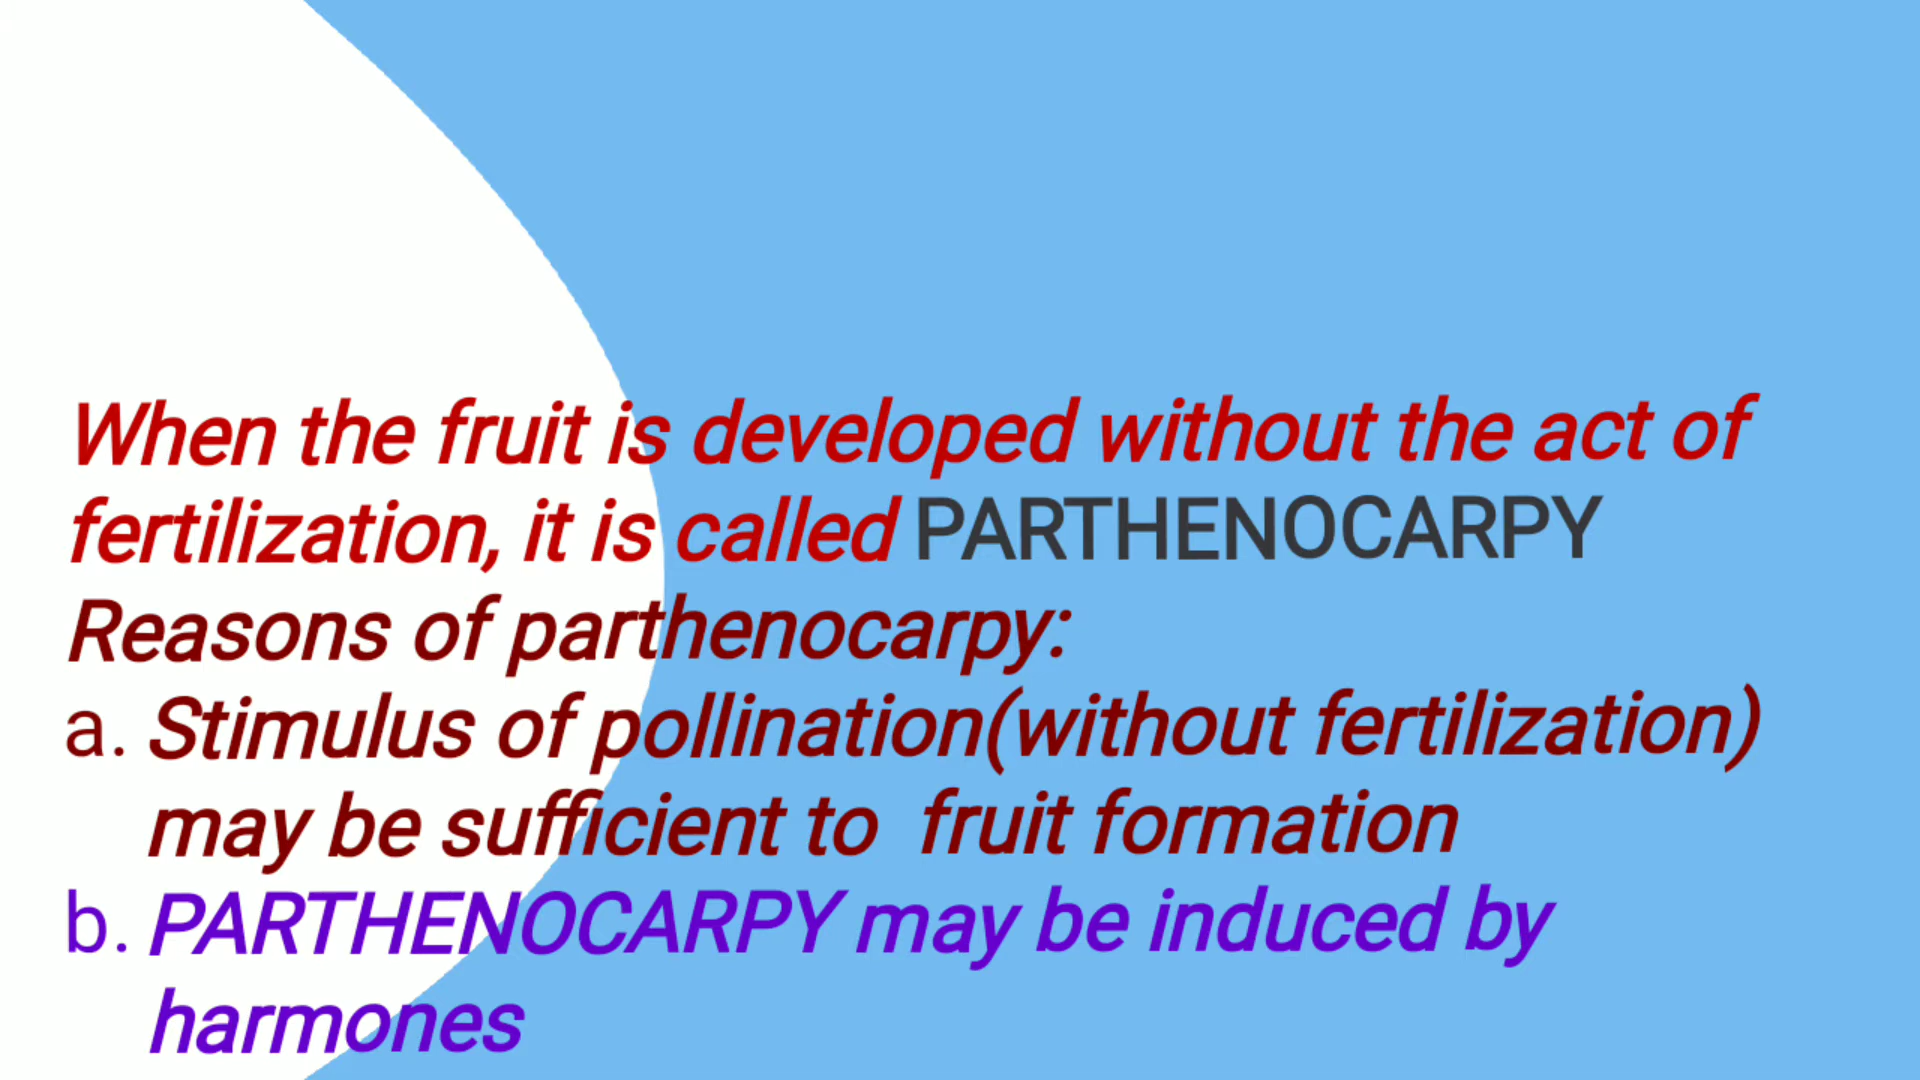 When the fruit is developed without the act of
fertilization, it is called PARTHENOCARPY
Reasons of parthenocarpy:
a. Stimulus of pollination(without fertilization)
may be sufficient to fruit formation
b. PARTHENOCARPY may be induced by
harmones